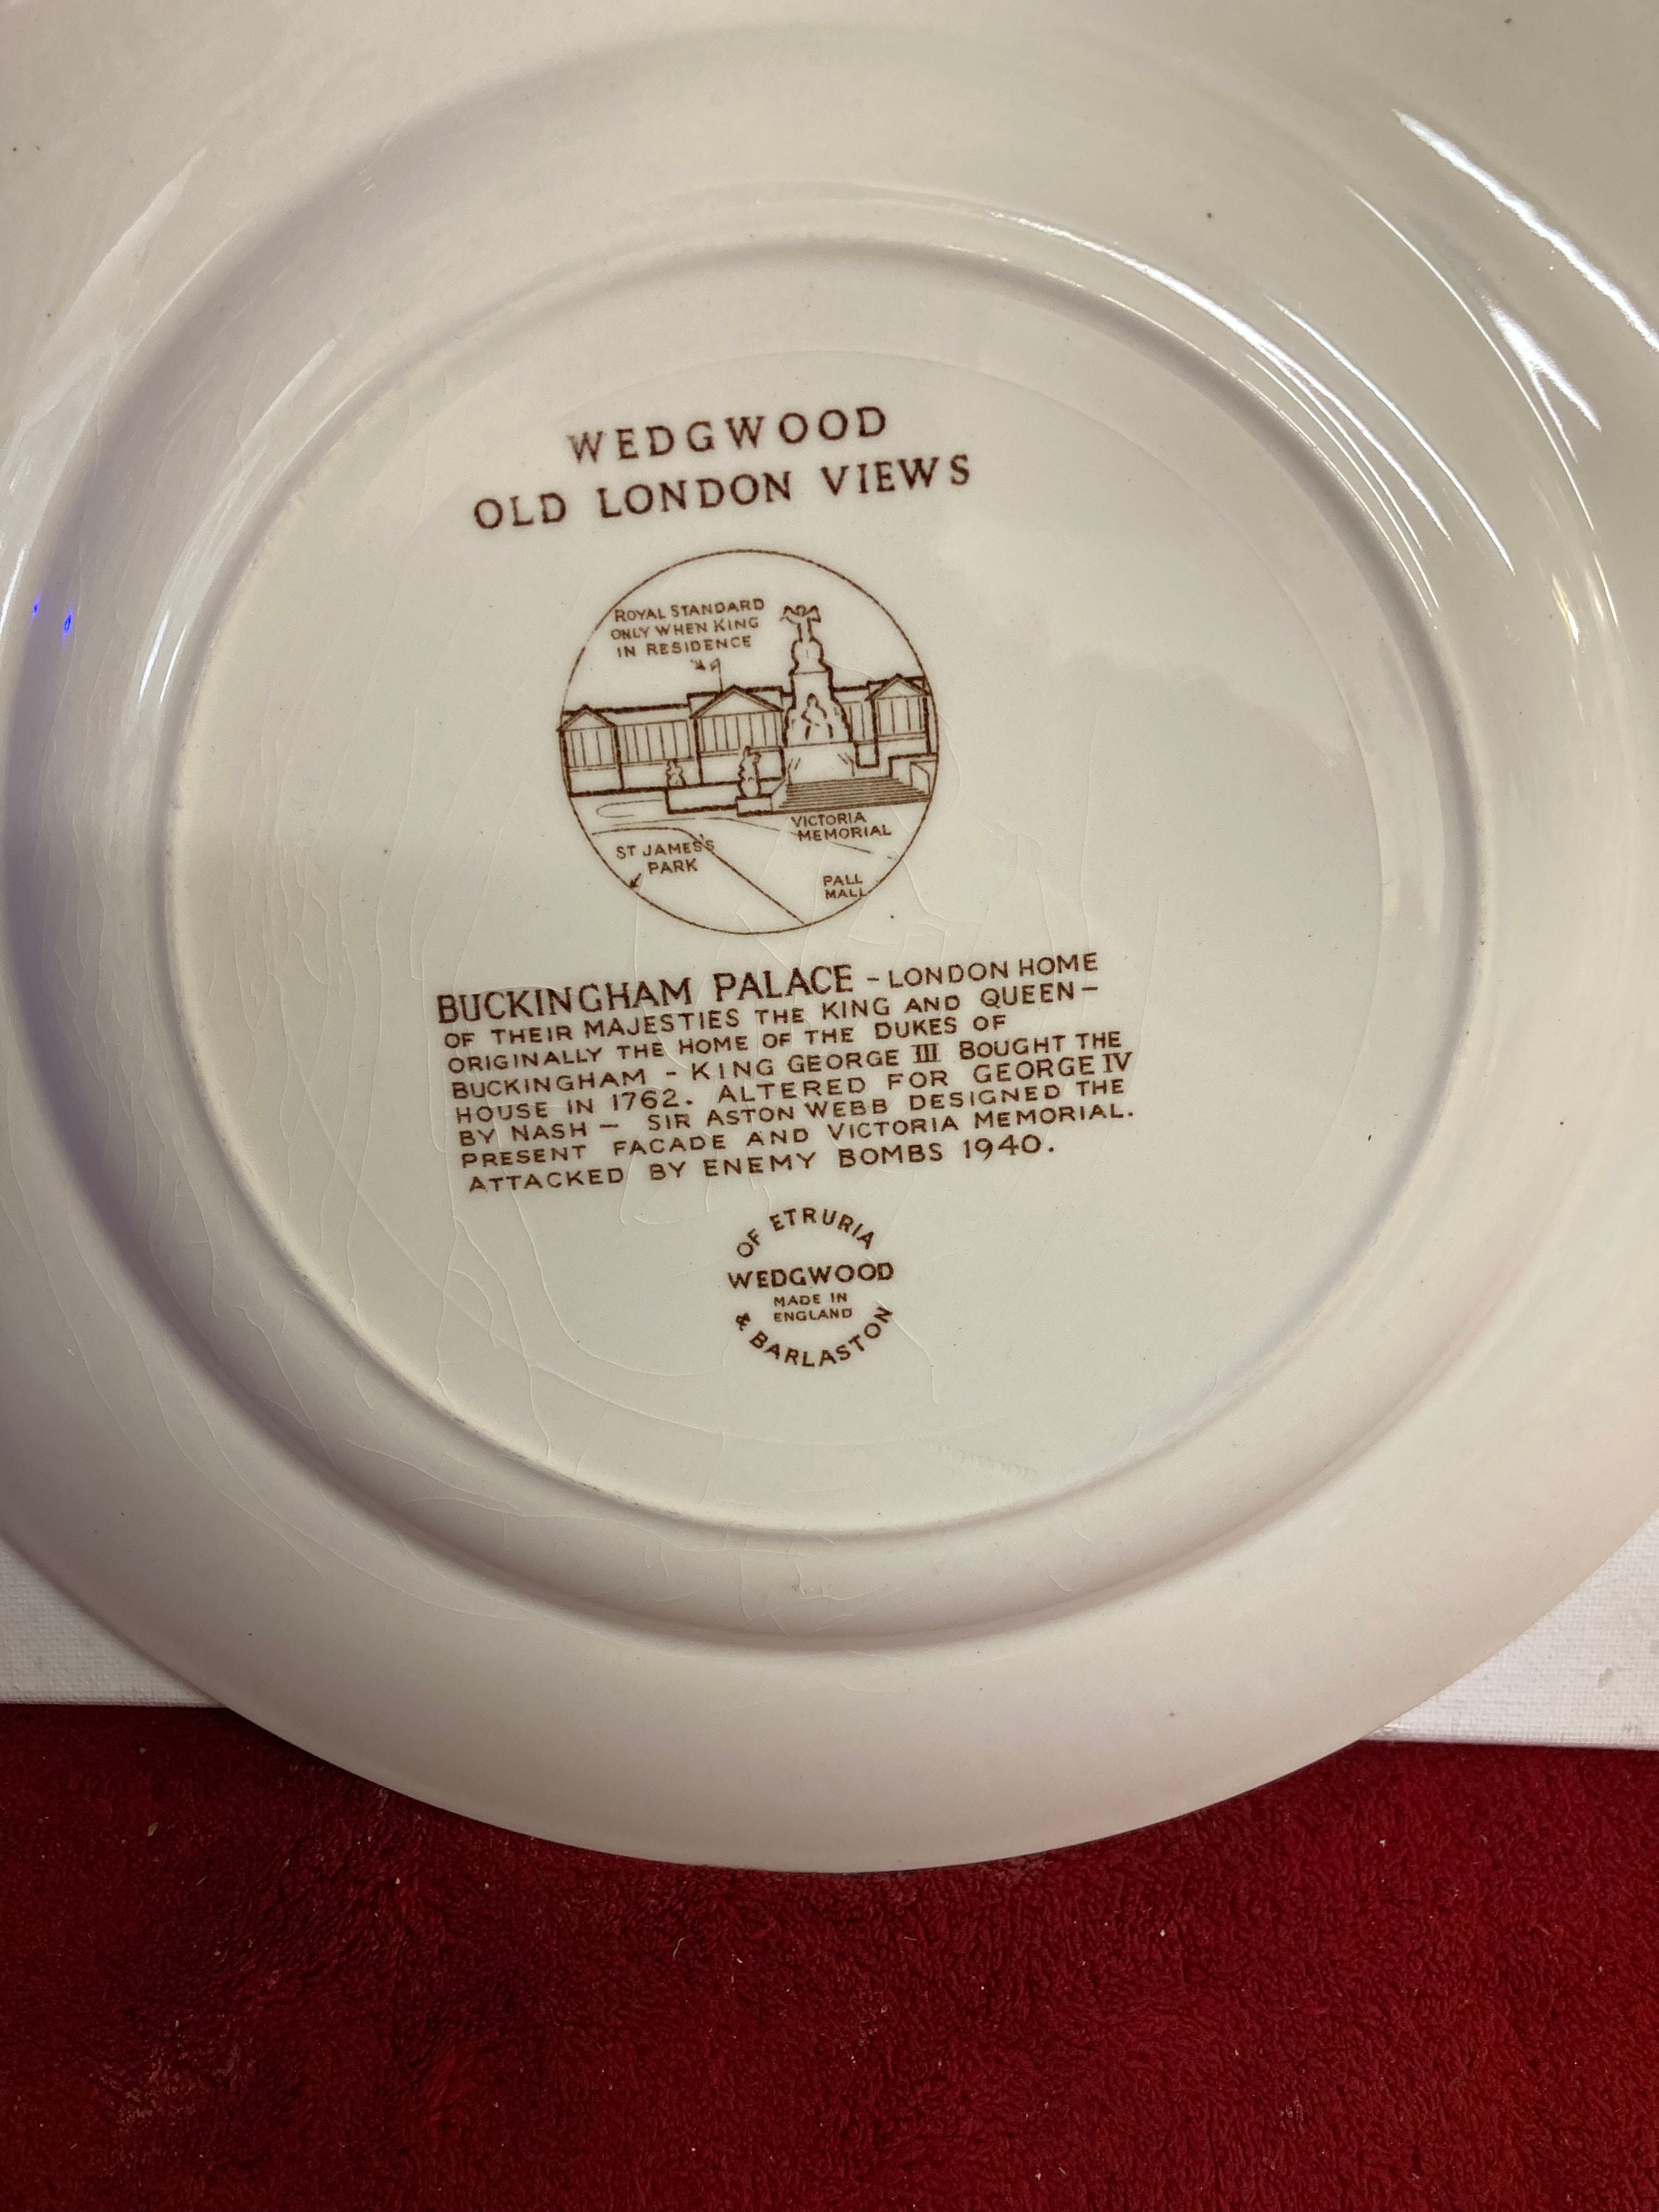 WEDGWOOD
OLD LONDON VIEWS
ROYAL STANDARD
ONLY WHEN KING
IN RESIDENCE
VICTORIA
MEMORIAL
ST JAMES'S
PARK
PALL
MALL
BUCKINGHAM PALACE - LONDON HOME
OF THEIR MAJESTIES THE KING AND QUEEN -
ORIGINALLY THE HOME OF THE DUKES OF
BUCKINGHAM - KING GEORGE III BOUGHT THE
HOUSE IN 1762. ALTERED FOR GEORGE IV
BY NASH - SIR ASTON WEBB DESIGNED THE
PRESENT FACADE AND VICTORIA MEMORIAL.
ATTACKED BY ENEMY BOMBS 1940.
OF ETRURIA
WEDGWOOD
MADE IN
ENGLAND
& BARLASTON